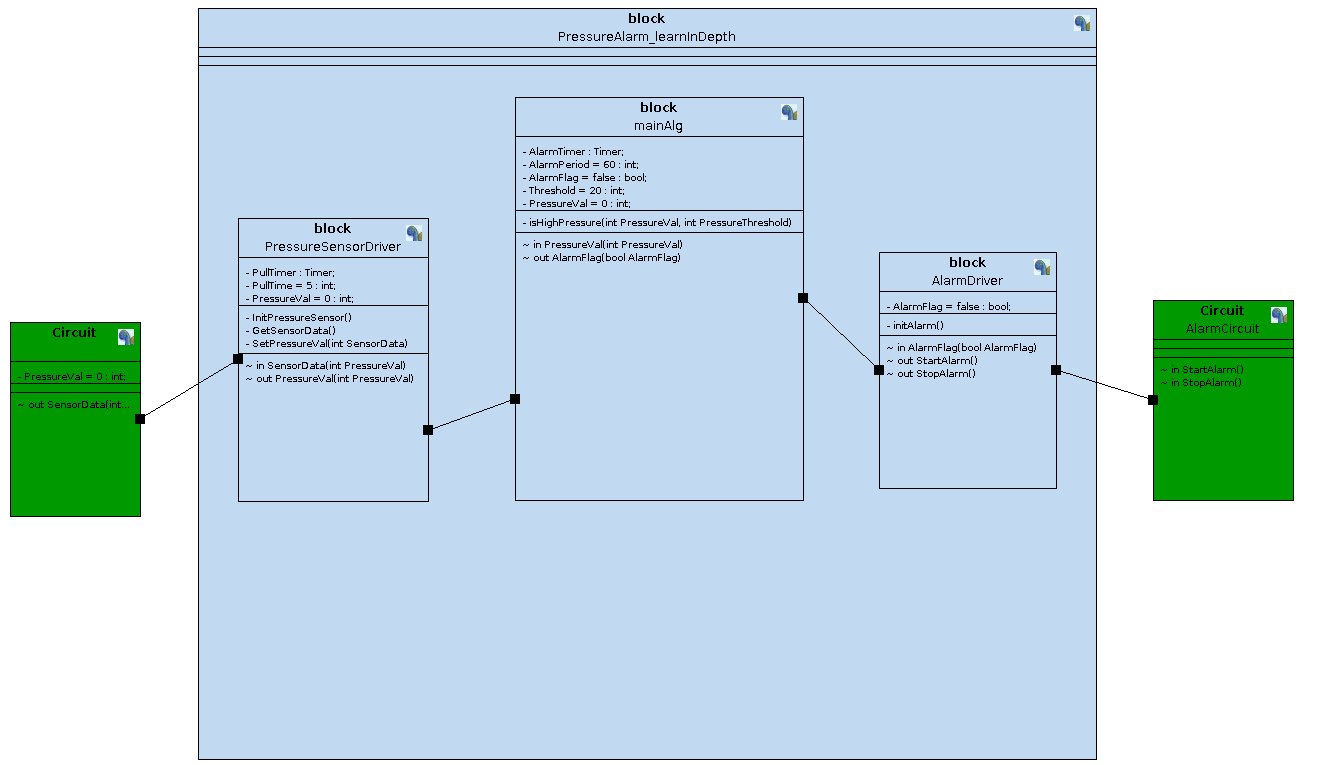 block
PressureAlarm_learnInDepth
block
mainAlg
- AlarmTimer : Timer;
- AlarmPeriod = 60 : int;
- AlarmFlag = false : bool;
- Threshold = 20 : int;
- PressureVal = 0 : int;
- isHighPressure(int PressureVal, int PressureThreshold)
~ in PressureVal(int PressureVal)
~ out AlarmFlag(bool AlarmFlag)
block
PressureSensorDriver
- PullTimer : Timer;
- PullTime = 5 : int;
- PressureVal = 0 : int;
- InitPressureSensor()
- GetSensorData()
- SetPressureVal(int SensorData)
~ in SensorData(int PressureVal)
~ out PressureVal(int PressureVal)
block
AlarmDriver
- AlarmFlag = false : bool;
- initAlarm()
~ in AlarmFlag(bool AlarmFlag)
~ out StartAlarm()
~ out StopAlarm()
Circuit
- PressureVal = 0 : int;
~ out SensorData(int...
Circuit
AlarmCircuit
~ in StartAlarm()
~ in StopAlarm()